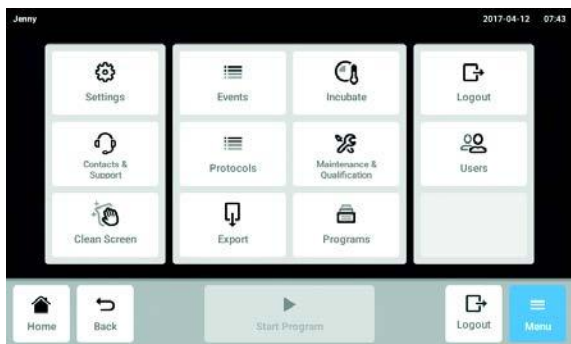 Jenny
2017-04-12 07:43
Settings
Events
Incubate
Logout
Contacts &
Support
Protocols
Maintenance &
Qualification
Users
Clean Screen
Export
Programs
Home
Back
Start Program
Logout
Menu